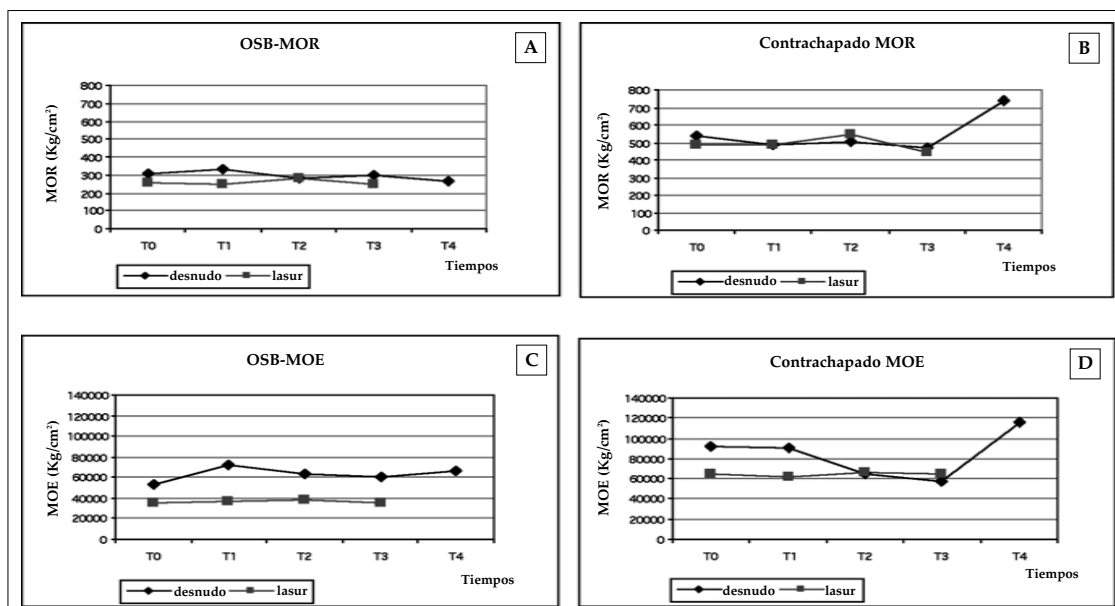 OSB-MOR
A
MOR (Kg/cm²)
800
700
600
500
400
300
200
100
0
T0 T1 T2 T3 T4
Tiempos
desnudo lasur
Contrachapado MOR
B
MOR (Kg/cm²)
800
700
600
500
400
300
200
100
0
T0 T1 T2 T3 T4
Tiempos
desnudo lasur
OSB-MOE
C
MOE (Kg/cm²)
140000
120000
100000
80000
60000
40000
20000
0
T0 T1 T2 T3 T4
Tiempos
desnudo lasur
Contrachapado MOE
D
MOE (Kg/cm²)
140000
120000
100000
80000
60000
40000
20000
0
T0 T1 T2 T3 T4
Tiempos
desnudo lasur